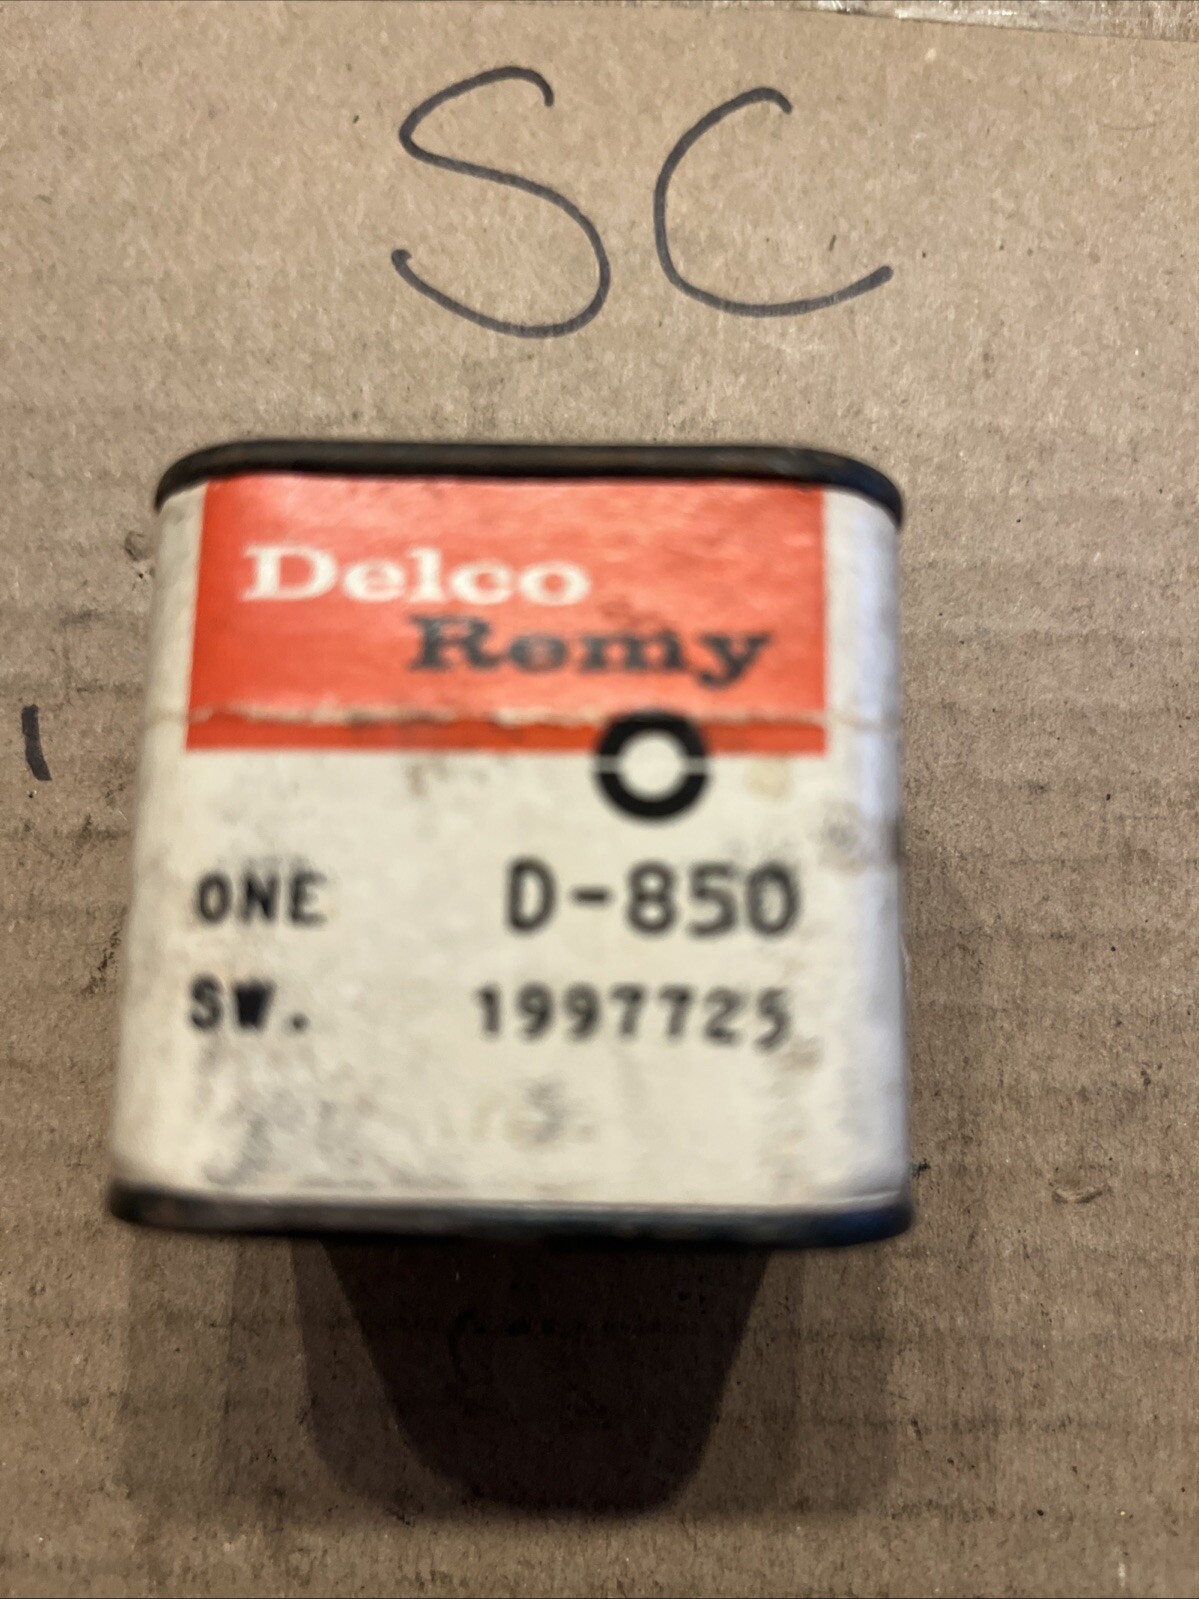 SC
Delco
Remy
ONE D-850
SW. 1997725